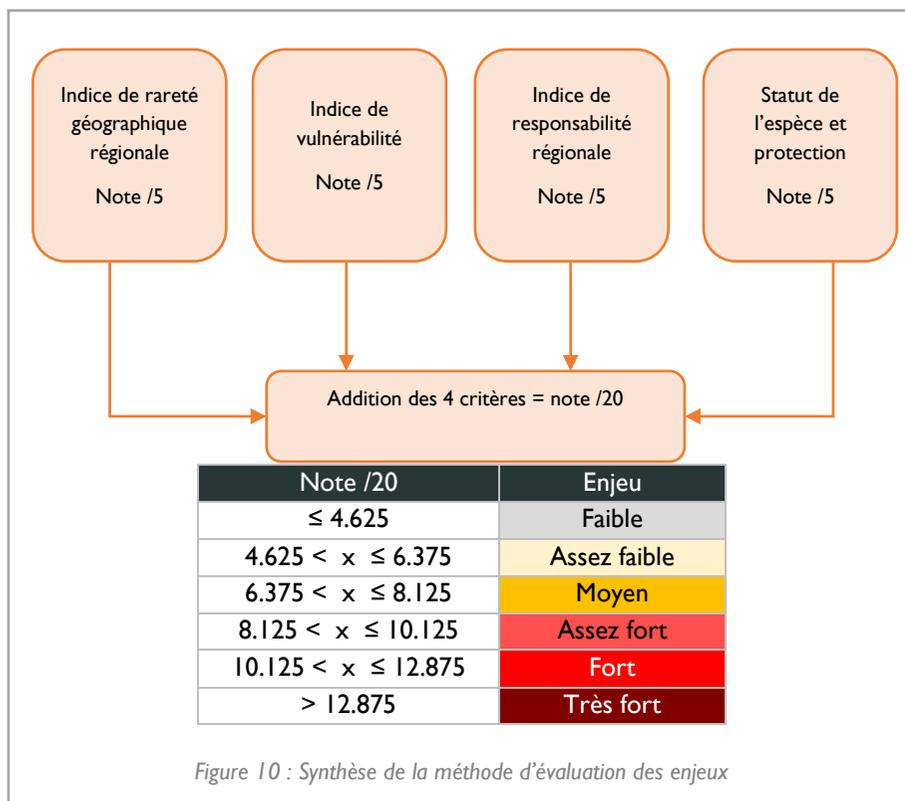 Indice de rareté
géographique
régionale
Note /5
Indice de
vulnérabilité
Note /5
Indice de
responsabilité
régionale
Note /5
Statut de
l'espèce et
protection
Note /5
Addition des 4 critères = note /20
Note /20 Enjeu
≤ 4.625 Faible
4.625 < x ≤ 6.375 Assez faible
6.375 < x ≤ 8.125 Moyen
8.125 < x ≤ 10.125 Assez fort
10.125 < x ≤ 12.875 Fort
> 12.875 Très fort
Figure 10 : Synthèse de la méthode d'évaluation des enjeux